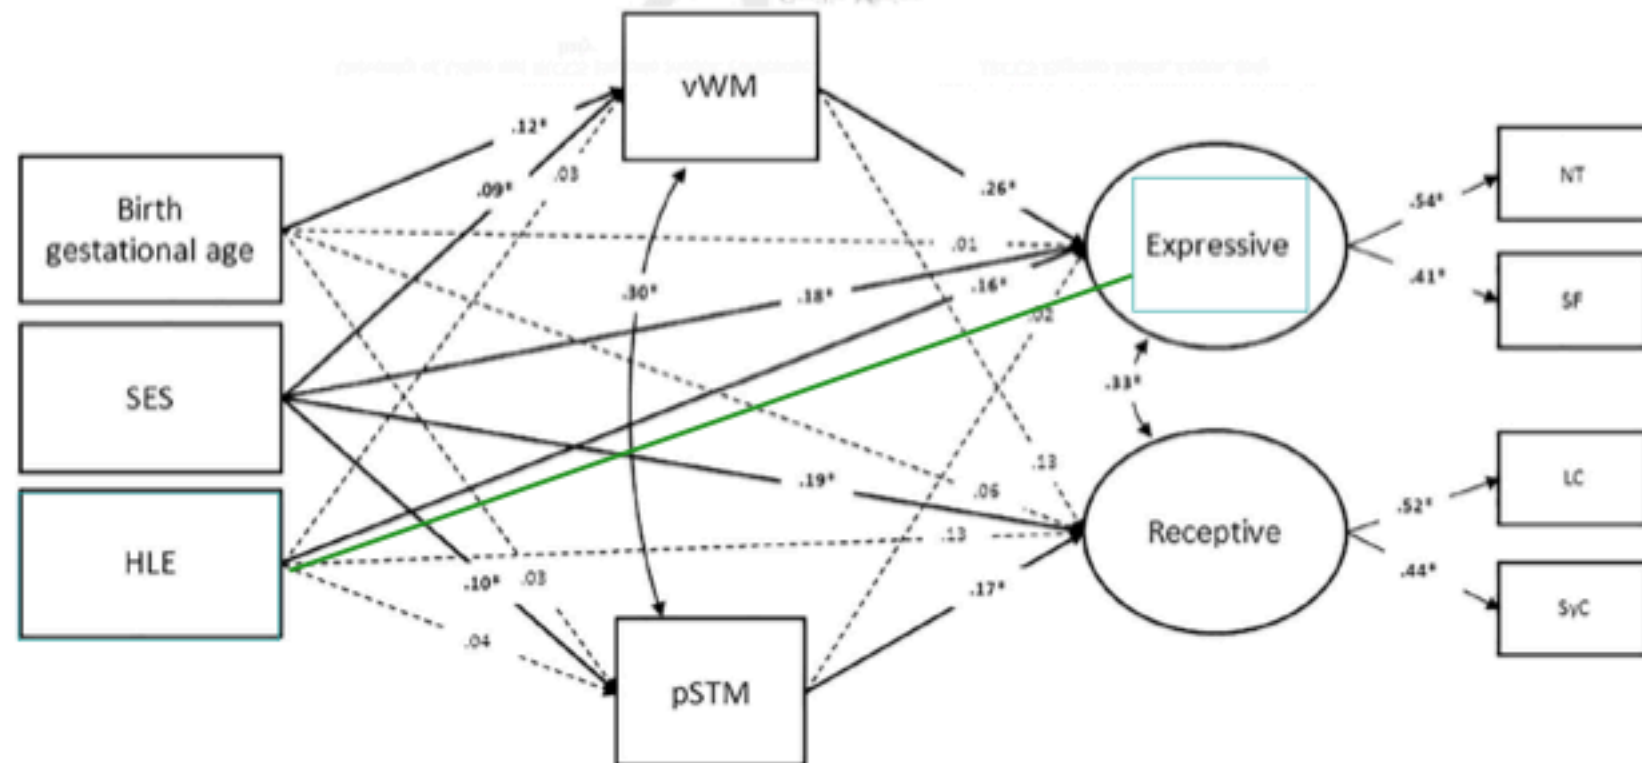 vWM
.12*
Birth
gestational age
.09*
.03
.26*
Expressive
NT
.54*
.41*
SF
.01
.16*
.18*
.30*
.02
SES
.33*
.13
.19*
.06
.13
Receptive
LC
.52*
.44*
SyC
HLE
.10*
.03
.04
.17*
pSTM